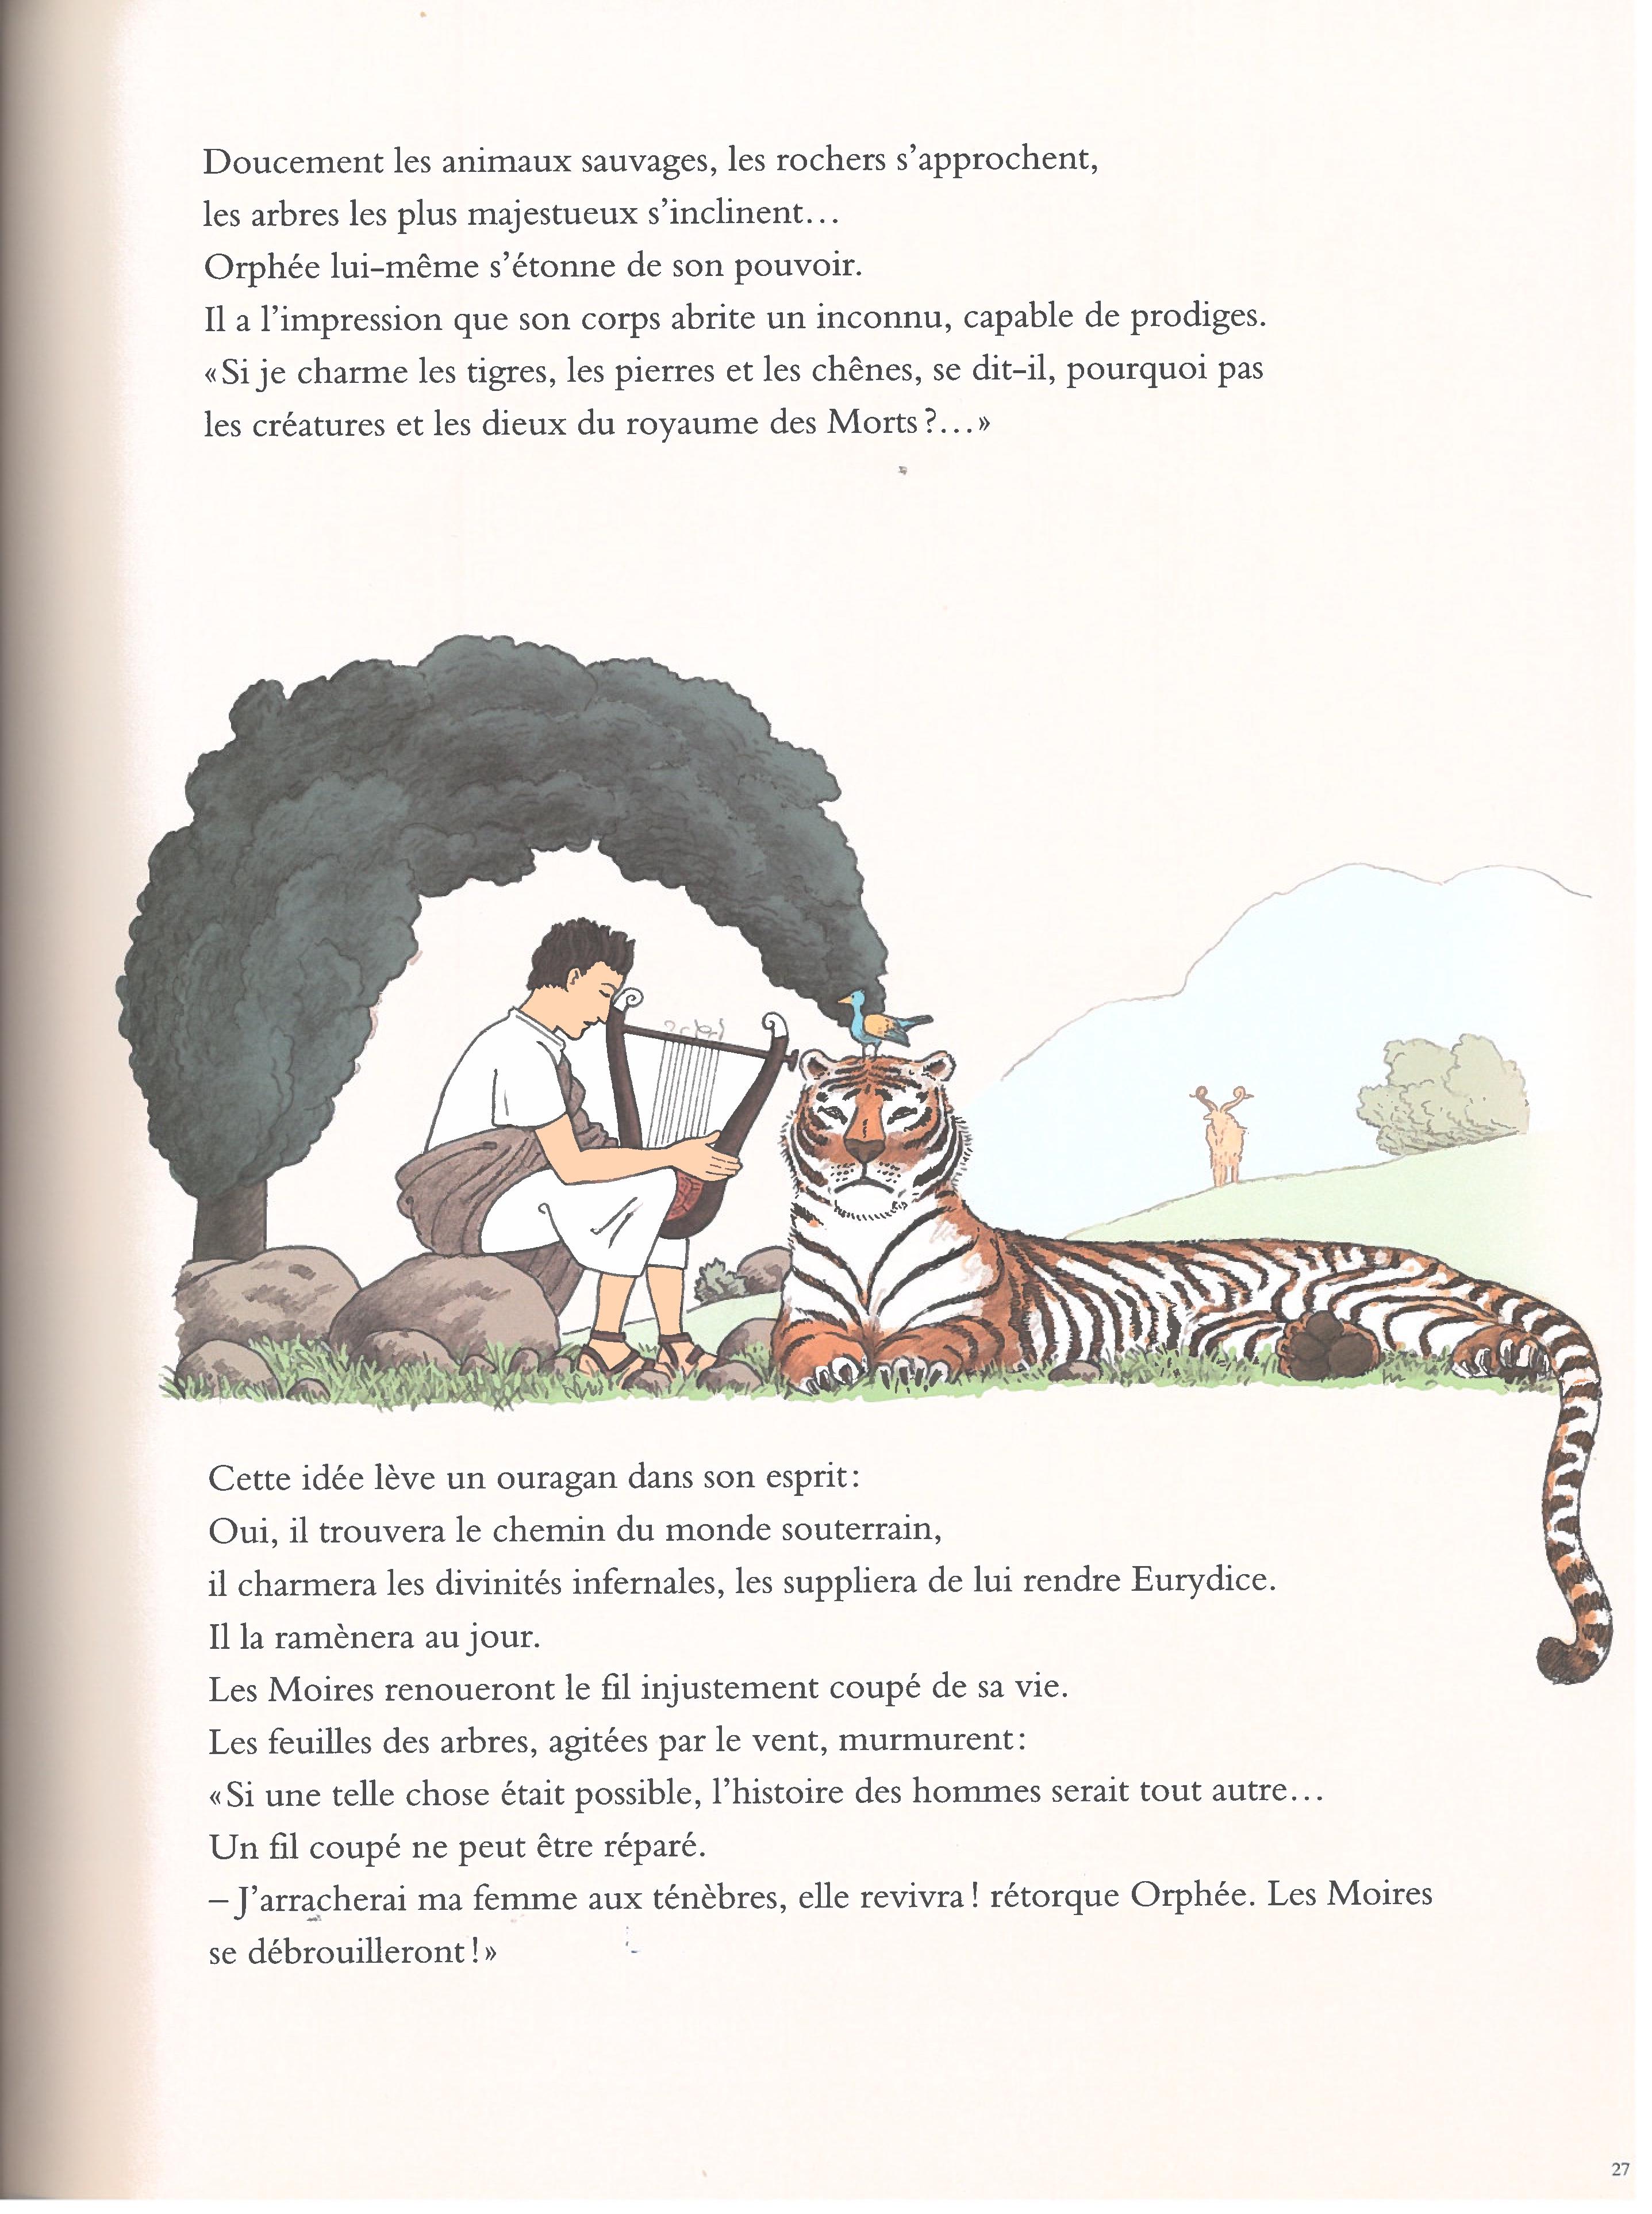 Doucement les animaux sauvages, les rochers s'approchent,
les arbres les plus majestueux s'inclinent…
Orphée lui-même s'étonne de son pouvoir.
Il a l'impression que son corps abrite un inconnu, capable de prodiges.
«Si je charme les tigres, les pierres et les chênes, se dit-il, pourquoi pas
les créatures et les dieux du royaume des Morts?…»
Cette idée lève un ouragan dans son esprit:
Oui, il trouvera le chemin du monde souterrain,
il charmera les divinités infernales, les suppliera de lui rendre Eurydice.
Il la ramènera au jour.
Les Moires renoueront le fil injustement coupé de sa vie.
Les feuilles des arbres, agitées par le vent, murmurent:
«Si une telle chose était possible, l'histoire des hommes serait tout autre…
Un fil coupé ne peut être réparé.
– J'arracherai ma femme aux ténèbres, elle revivra! rétorque Orphée. Les Moires
se débrouilleront!»
27